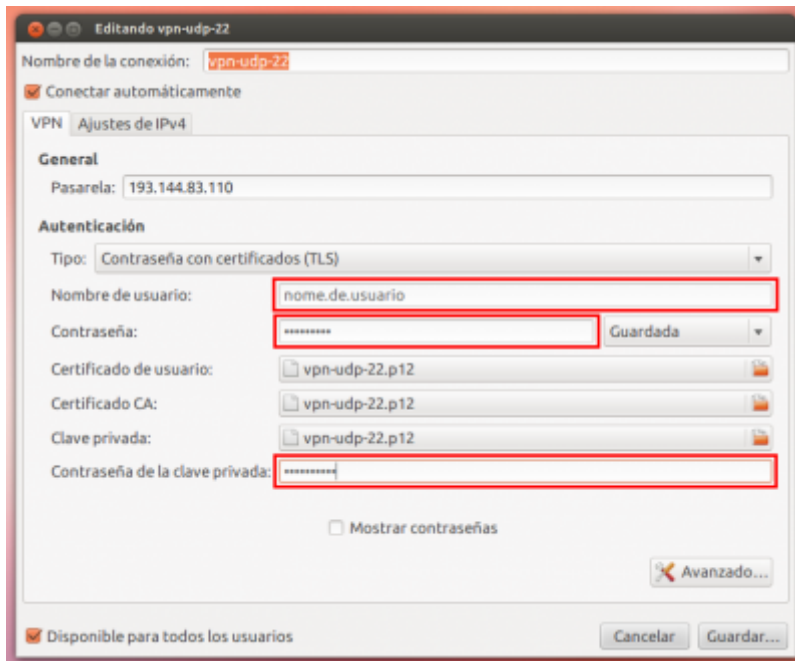 Editando vpn-udp-22
Nombre de la conexión: vpn-udp-22
Conectar automáticamente
VPN Ajustes de IPv4
General
Pasarela: 193.144.83.110
Autenticación
Tipo: Contraseña con certificados (TLS)
Nombre de usuario: nome.de.usuario
Contraseña: ••••••••• Guardada
Certificado de usuario: vpn-udp-22.p12
Certificado CA: vpn-udp-22.p12
Clave privada: vpn-udp-22.p12
Contraseña de la clave privada: ••••••••••
Mostrar contraseñas
Avanzado...
Disponible para todos los usuarios Cancelar Guardar...